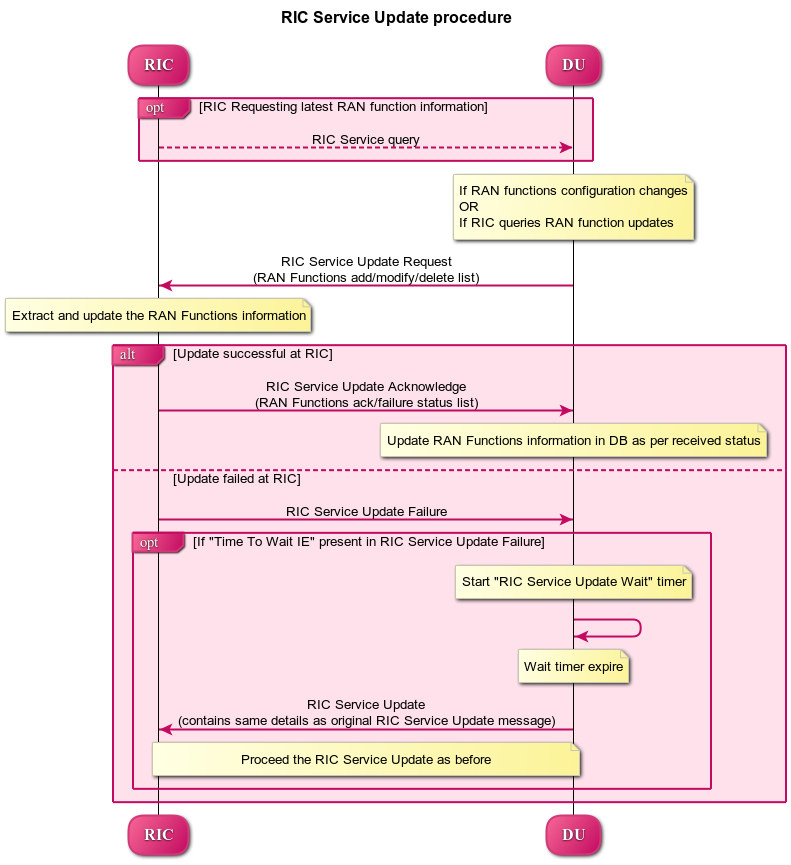 RIC Service Update procedure
RIC
DU
opt
[RIC Requesting latest RAN function information]
RIC Service query
If RAN functions configuration changes
OR
If RIC queries RAN function updates
RIC Service Update Request
(RAN Functions add/modify/delete list)
Extract and update the RAN Functions information
alt
[Update successful at RIC]
RIC Service Update Acknowledge
(RAN Functions ack/failure status list)
Update RAN Functions information in DB as per received status
[Update failed at RIC]
RIC Service Update Failure
opt
[If "Time To Wait IE" present in RIC Service Update Failure]
Start "RIC Service Update Wait" timer
Wait timer expire
RIC Service Update
(contains same details as original RIC Service Update message)
Proceed the RIC Service Update as before
RIC
DU